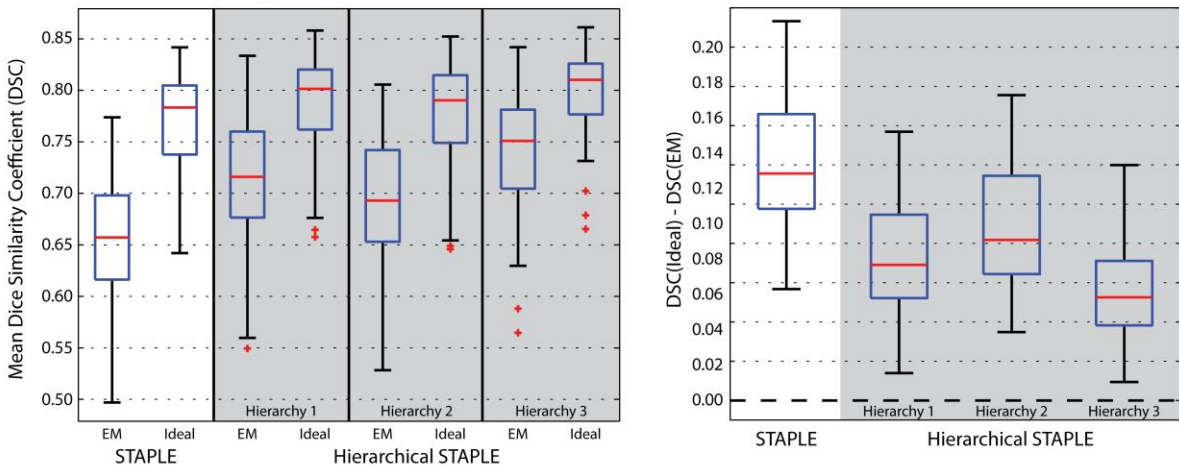 Mean Dice Similarity Coefficient (DSC)
0.85
0.80
0.75
0.70
0.65
0.60
0.55
0.50
Hierarchy 1 Hierarchy 2 Hierarchy 3
EM Ideal EM Ideal EM Ideal EM Ideal
STAPLE Hierarchical STAPLE
DSC(Ideal) - DSC(EM)
0.20
0.18
0.16
0.14
0.12
0.10
0.08
0.06
0.04
0.02
0.00
Hierarchy 1 Hierarchy 2 Hierarchy 3
STAPLE Hierarchical STAPLE